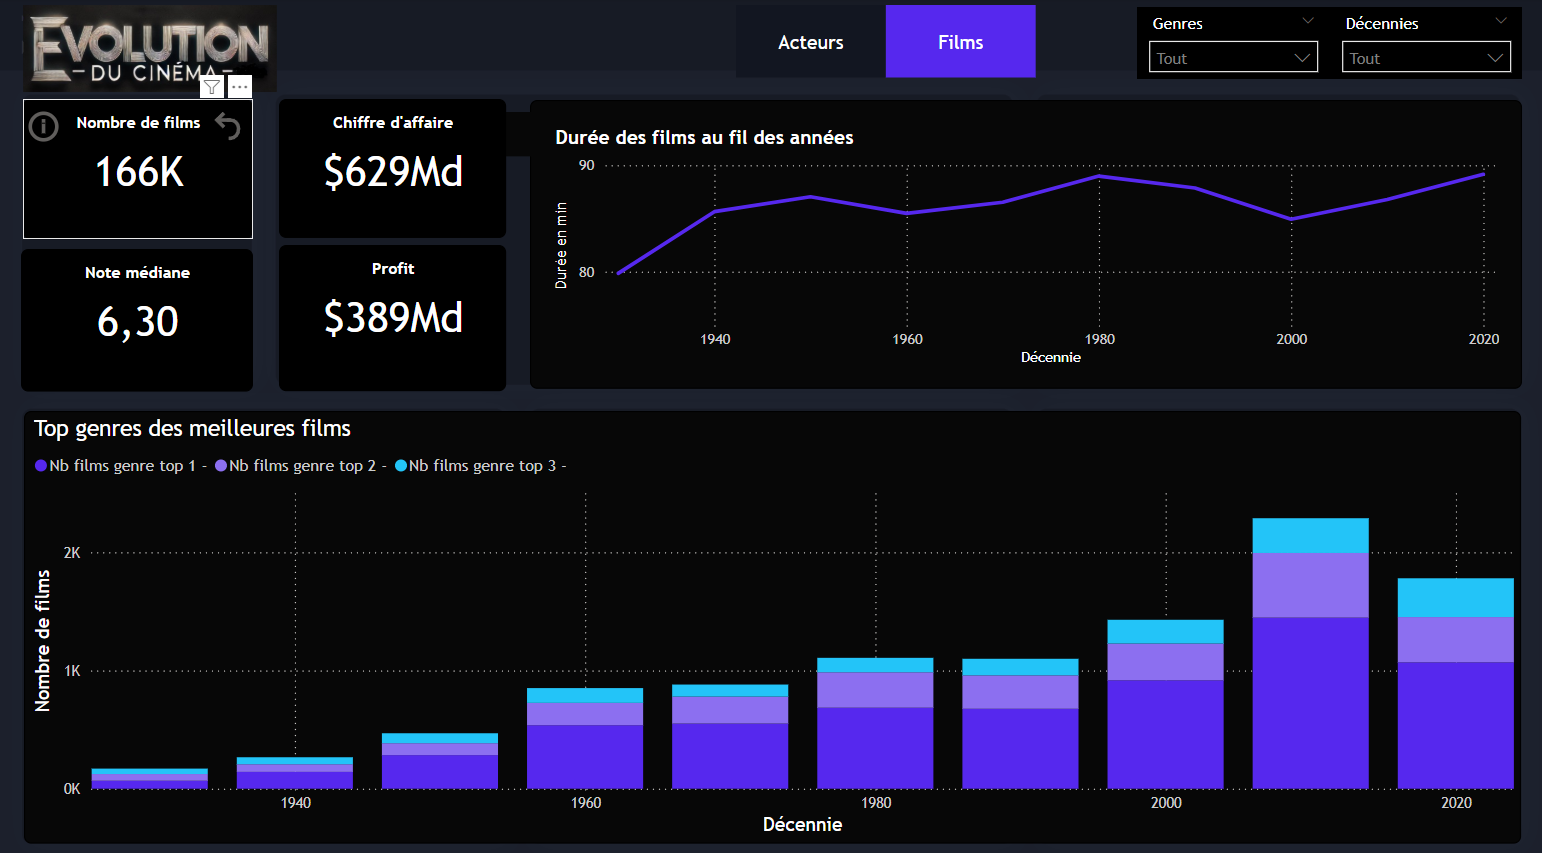 EVOLUTION
DU CINÉMA
Acteurs
Films
Genres
Tout
Décennies
Tout
Nombre de films
166K
Chiffre d'affaire
$629Md
Note médiane
6,30
Profit
$389Md
Durée des films au fil des années
90
80
Durée en min
1940
1960
1980
2000
2020
Décennie
Top genres des meilleures films
Nb films genre top 1 -
Nb films genre top 2 -
Nb films genre top 3 -
2K
1K
0K
Nombre de films
1940
1960
1980
2000
2020
Décennie